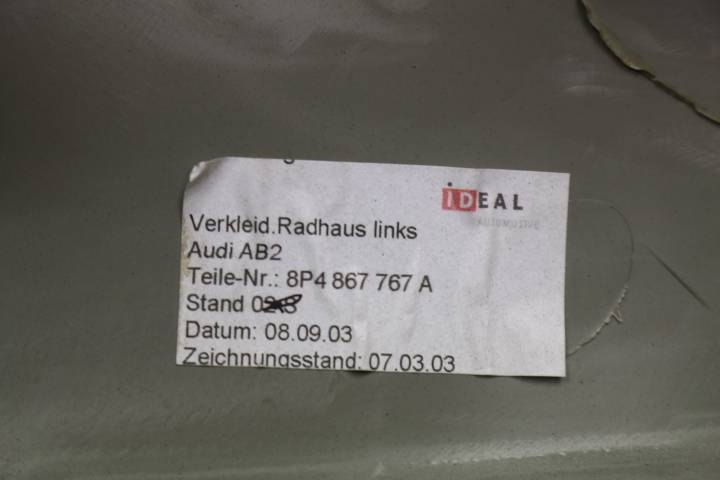 iDEAL
AUTOMOTIVE
Verkleid.Radhaus links
Audi AB2
Teile-Nr.: 8P4 867 767 A
Stand
Datum: 08.09.03
Zeichnungsstand: 07.03.03